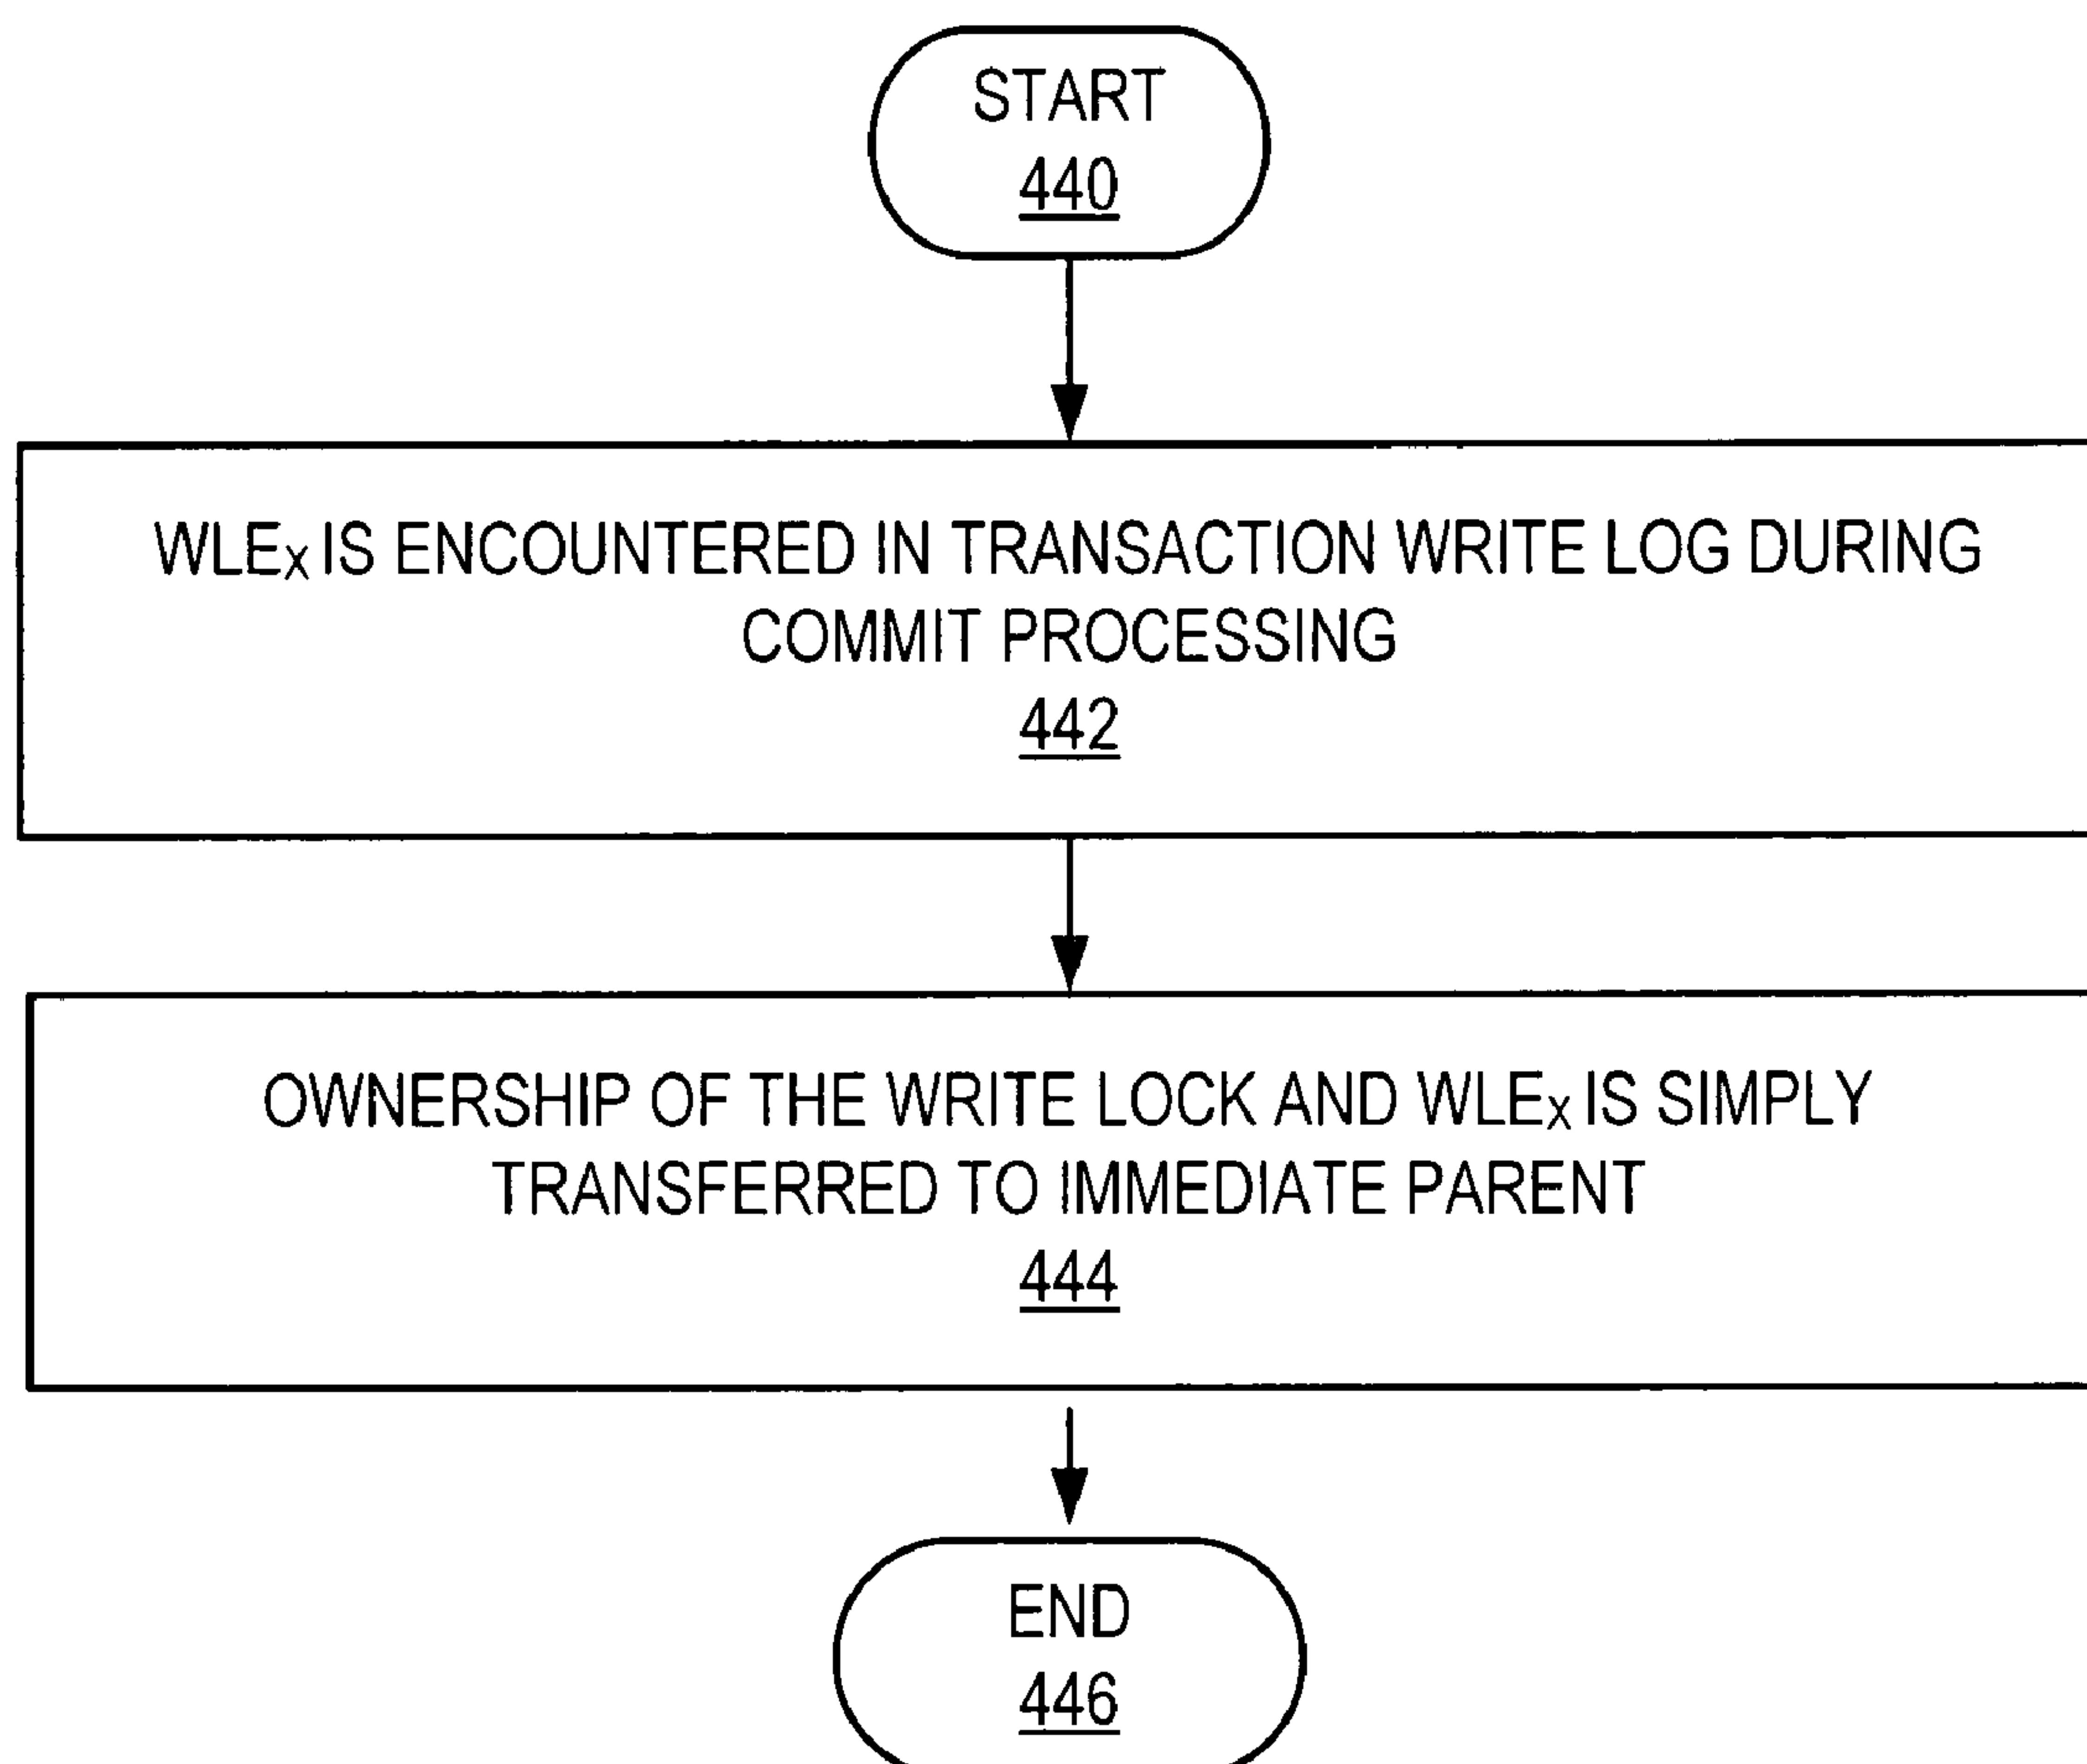 START
440
WLEX IS ENCOUNTERED IN TRANSACTION WRITE LOG DURING
COMMIT PROCESSING
442
OWNERSHIP OF THE WRITE LOCK AND WLEX IS SIMPLY
TRANSFERRED TO IMMEDIATE PARENT
444
END
446